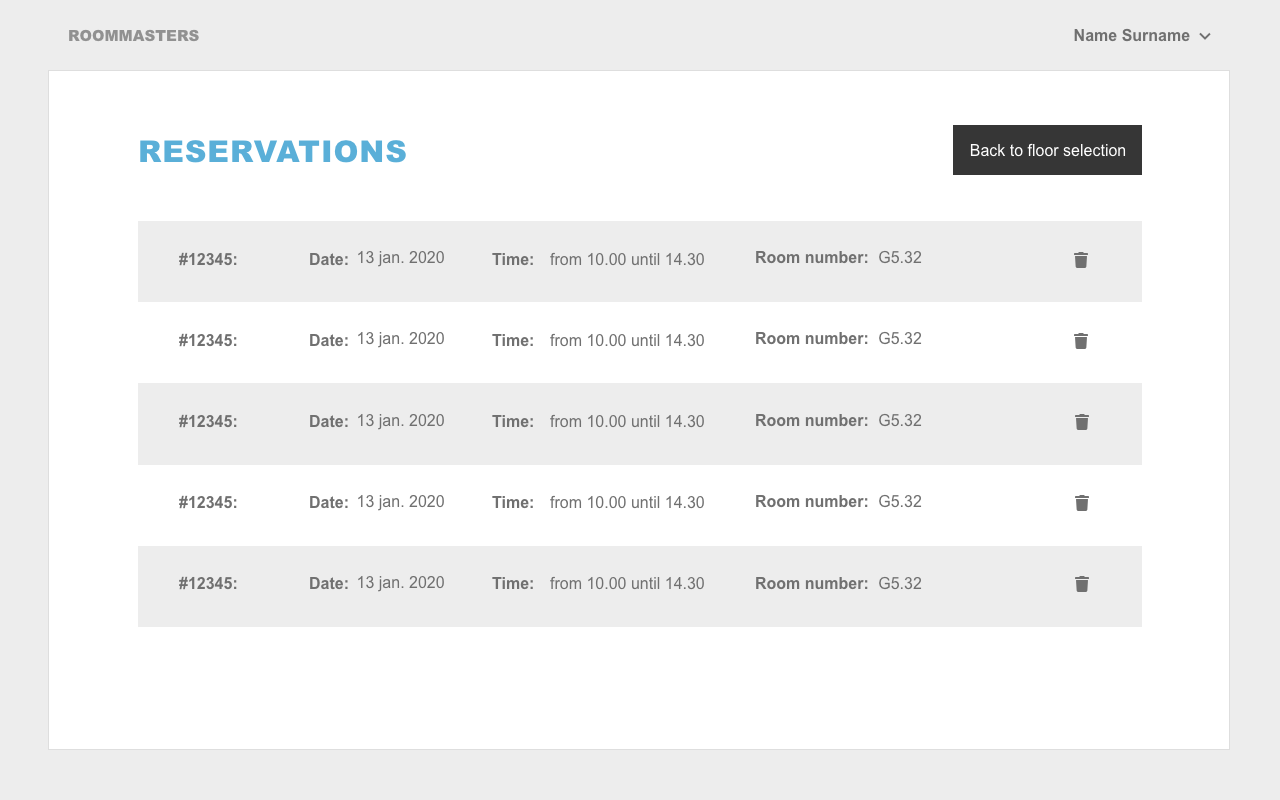 ROOMMASTERS Name Surname
RESERVATIONS Back to floor selection
#12345: Date: 13 jan. 2020 Time: from 10.00 until 14.30 Room number: G5.32
#12345: Date: 13 jan. 2020 Time: from 10.00 until 14.30 Room number: G5.32
#12345: Date: 13 jan. 2020 Time: from 10.00 until 14.30 Room number: G5.32
#12345: Date: 13 jan. 2020 Time: from 10.00 until 14.30 Room number: G5.32
#12345: Date: 13 jan. 2020 Time: from 10.00 until 14.30 Room number: G5.32